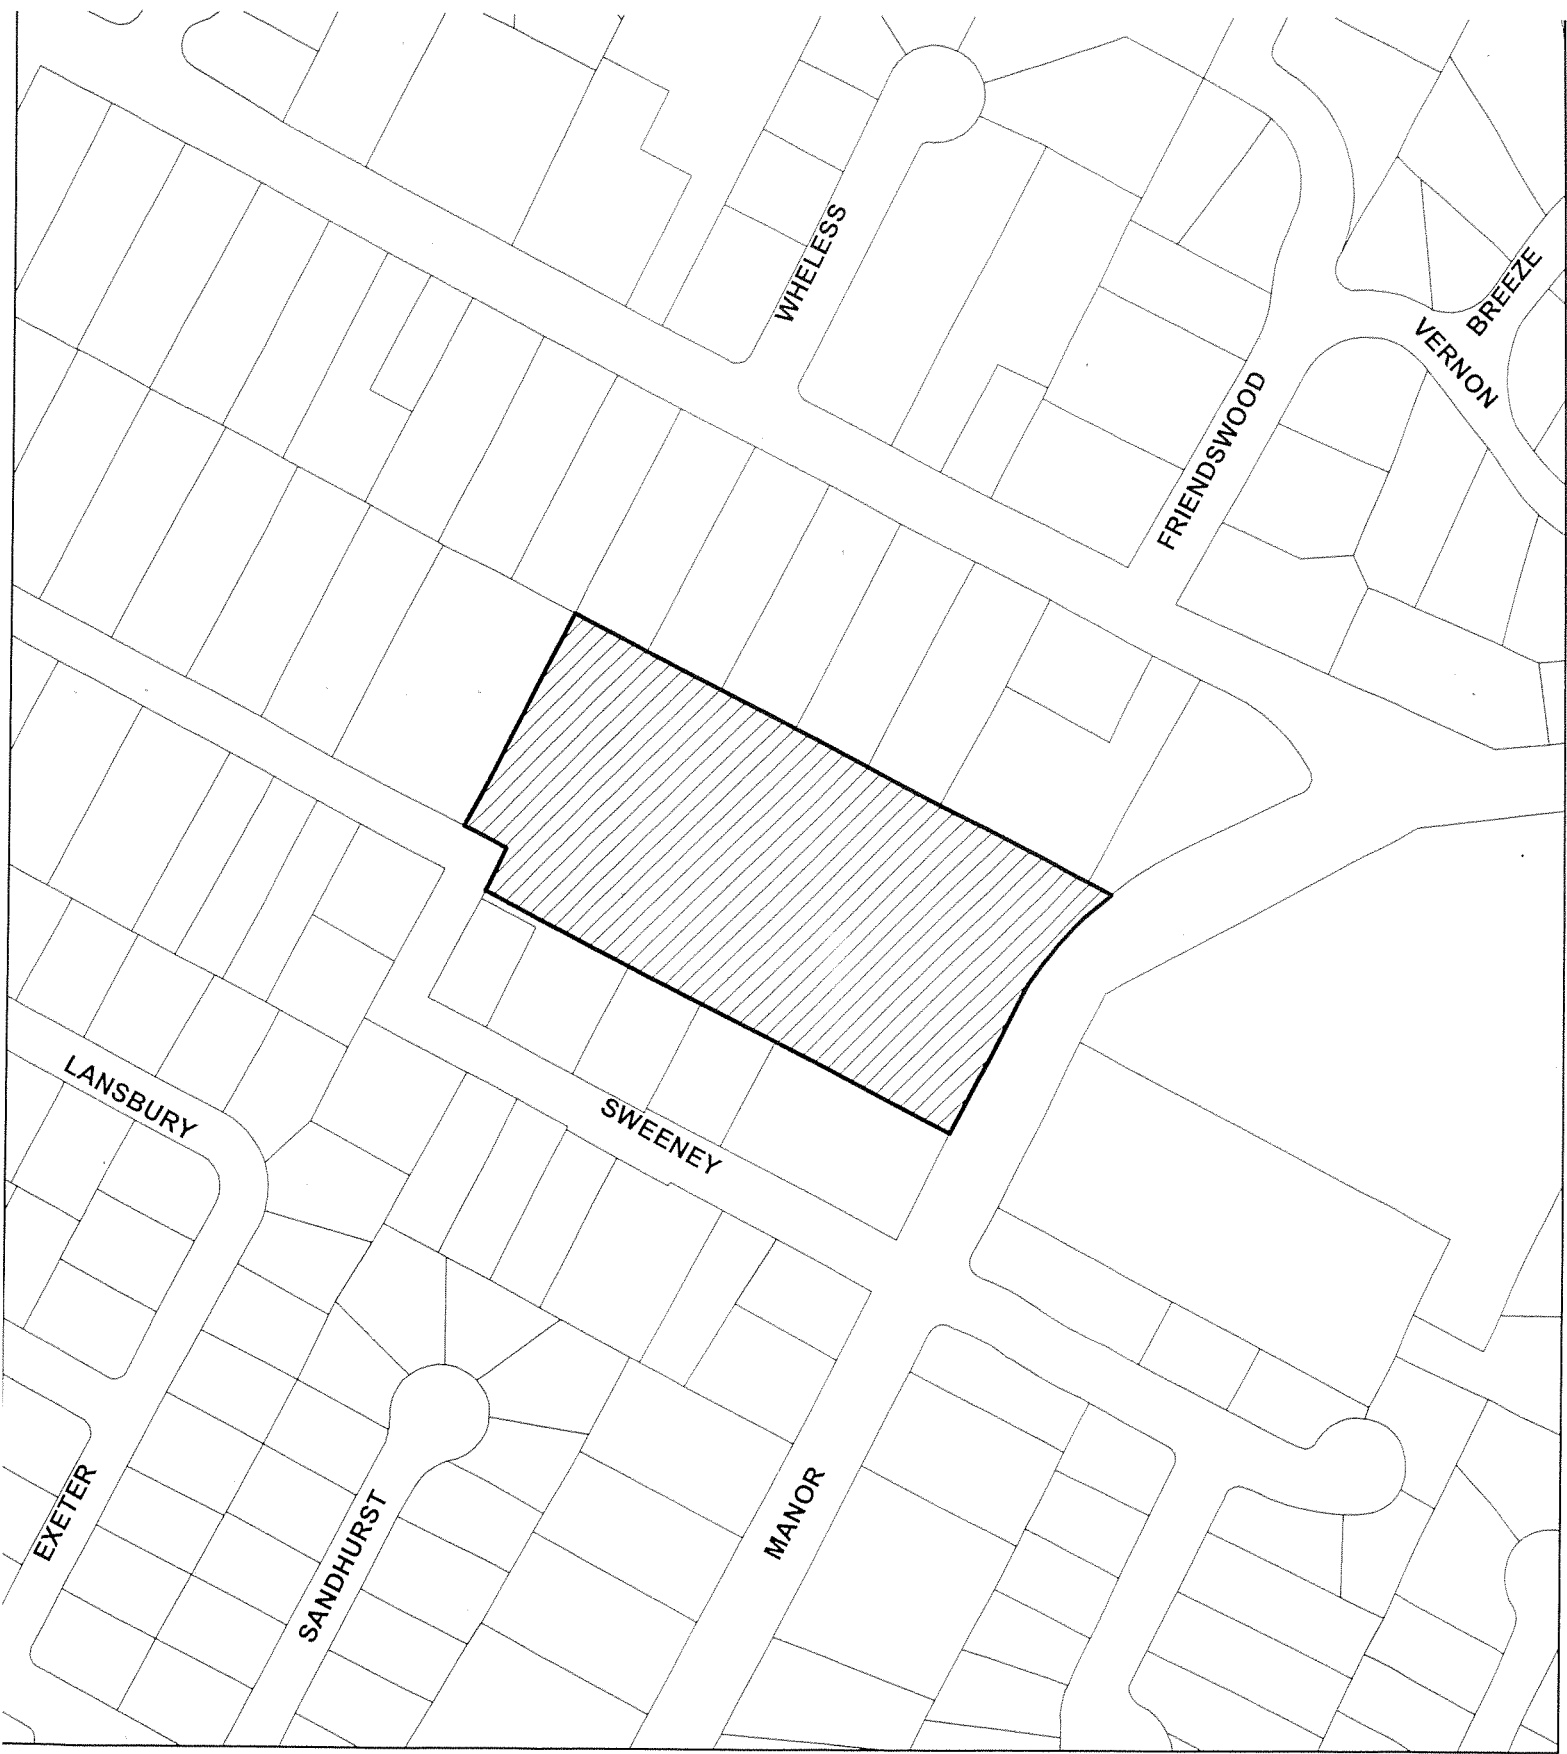 WHELESS
BREEZE
VERNON
FRIENDSWOOD
LANSBURY
SWEENEY
EXETER
SANDHURST
MANOR